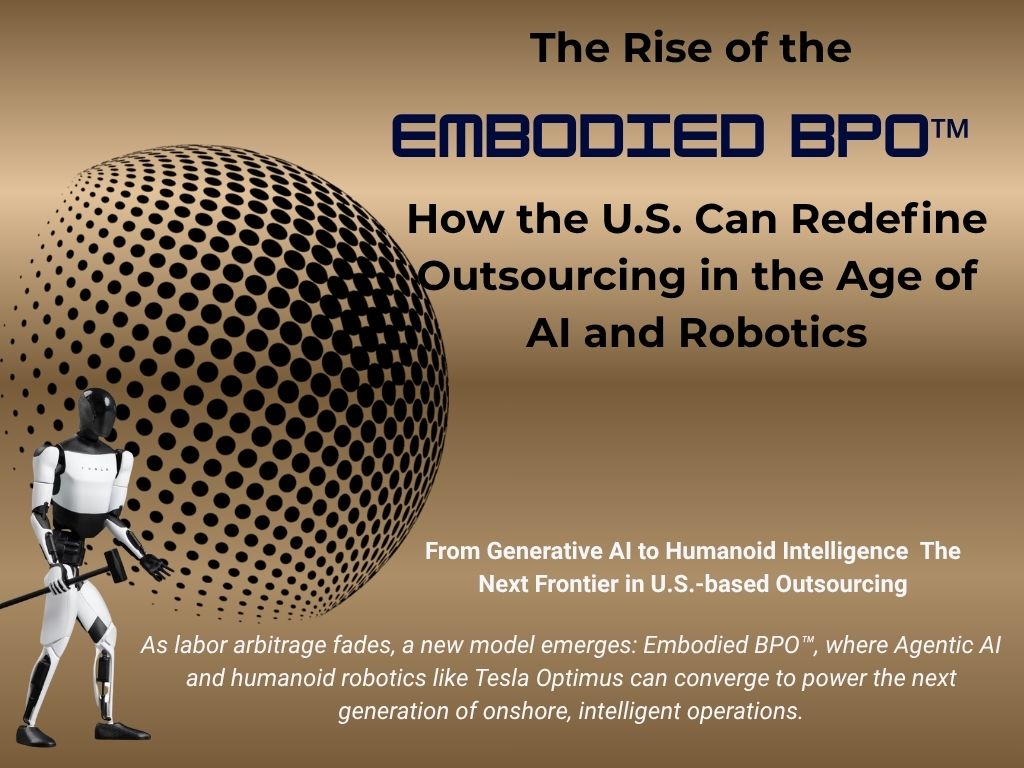 The Rise of the
EMBODIED BPO™
How the U.S. Can Redefine
Outsourcing in the Age of
AI and Robotics
TESLA
From Generative AI to Humanoid Intelligence The
Next Frontier in U.S.-based Outsourcing
As labor arbitrage fades, a new model emerges: Embodied BPO™, where Agentic AI
and humanoid robotics like Tesla Optimus can converge to power the next
generation of onshore, intelligent operations.